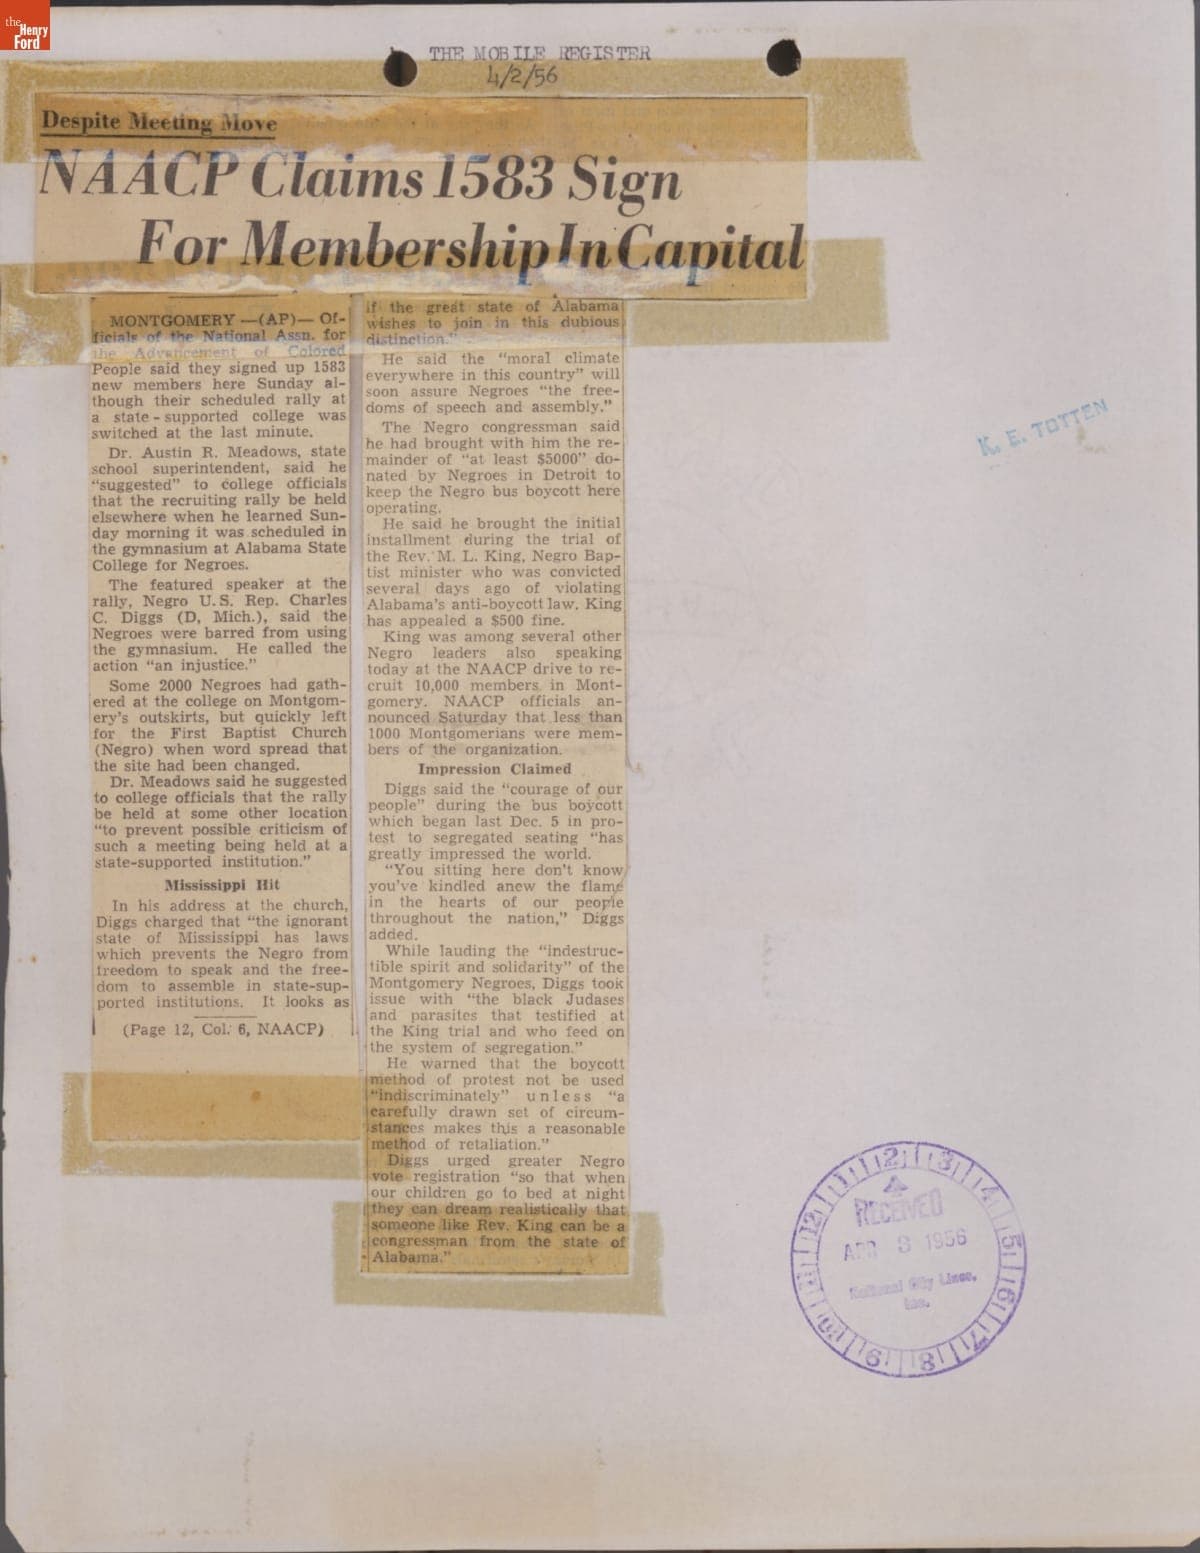 the
Henry
Ford
THE MOBILE REGISTER
4/2/56
Despite Meeting Move
NAACP Claims 1583 Sign
For Membership In Capital
MONTGOMERY —(AP)— Of-
ficials of the National Assn. for
the Advancement of Colored
People said they signed up 1583
new members here Sunday al-
though their scheduled rally at
a state-supported college was
switched at the last minute.
Dr. Austin R. Meadows, state
school superintendent, said he
"suggested" to college officials
that the recruiting rally be held
elsewhere when he learned Sun-
day morning it was scheduled in
the gymnasium at Alabama State
College for Negroes.
The featured speaker at the
rally, Negro U.S. Rep. Charles
C. Diggs (D, Mich.), said the
Negroes were barred from using
the gymnasium. He called the
action "an injustice."
Some 2000 Negroes had gath-
ered at the college on Montgom-
ery's outskirts, but quickly left
for the First Baptist Church
(Negro) when word spread that
the site had been changed.
Dr. Meadows said he suggested
to college officials that the rally
be held at some other location
"to prevent possible criticism of
such a meeting being held at a
state-supported institution."
Mississippi Hit
In his address at the church,
Diggs charged that "the ignorant
state of Mississippi has laws
which prevents the Negro from
freedom to speak and the free-
dom to assemble in state-sup-
ported institutions. It looks as
(Page 12, Col. 6, NAACP)
if the great state of Alabama
wishes to join in this dubious
distinction."
He said the "moral climate
everywhere in this country" will
soon assure Negroes "the free-
doms of speech and assembly."
The Negro congressman said
he had brought with him the re-
mainder of "at least $5000" do-
nated by Negroes in Detroit to
keep the Negro bus boycott here
operating.
He said he brought the initial
installment during the trial of
the Rev. M. L. King, Negro Bap-
tist minister who was convicted
several days ago of violating
Alabama's anti-boycott law. King
has appealed a $500 fine.
King was among several other
Negro leaders also speaking
today at the NAACP drive to re-
cruit 10,000 members in Mont-
gomery. NAACP officials an-
nounced Saturday that less than
1000 Montgomerians were mem-
bers of the organization.
Impression Claimed
Diggs said the "courage of our
people" during the bus boycott
which began last Dec. 5 in pro-
test to segregated seating "has
greatly impressed the world.
"You sitting here don't know
you've kindled anew the flame
in the hearts of our people
throughout the nation," Diggs
added.
While lauding the "indestruc-
tible spirit and solidarity" of the
Montgomery Negroes, Diggs took
issue with "the black Judases
and parasites that testified at
the King trial and who feed on
the system of segregation."
He warned that the boycott
method of protest not be used
"indiscriminately" unless "a
carefully drawn set of circum-
stances makes this a reasonable
method of retaliation."
Diggs urged greater Negro
vote registration "so that when
our children go to bed at night
they can dream realistically that
someone like Rev. King can be a
congressman from the state of
Alabama."
K. E. TOTTEN
1 2 3 4 5 6 7 8 9 10 11 12
RECEIVED
APR 3 1956
National City Lines,
Inc.